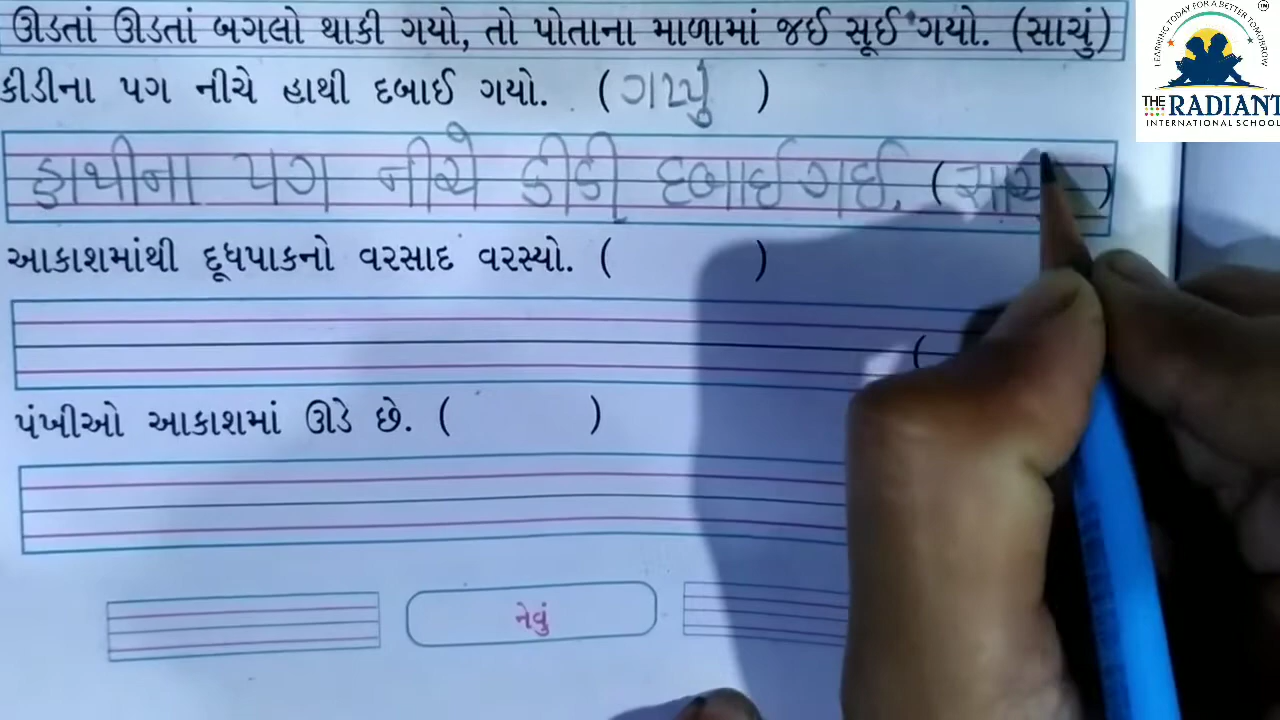 ઊડતાં ઊડતાં બગલો થાકી ગયો, તો પોતાના માળામાં જઈ સૂઈ ગયો. (સાચું)
કીડીના પગ નીચે હાથી દબાઈ ગયો. ( ગપ્પું )
હાથીના પગ નીચે કીડી દબાઈ ગઈ. ( સાચ )
આકાશમાંથી દૂધપાકનો વરસાદ વરસ્યો. ( )
(
પંખીઓ આકાશમાં ઊડે છે. ( )
નેવું
LEARNING TODAY FOR A BETTER TOMORROW
THE RADIANT
INTERNATIONAL SCHOOL